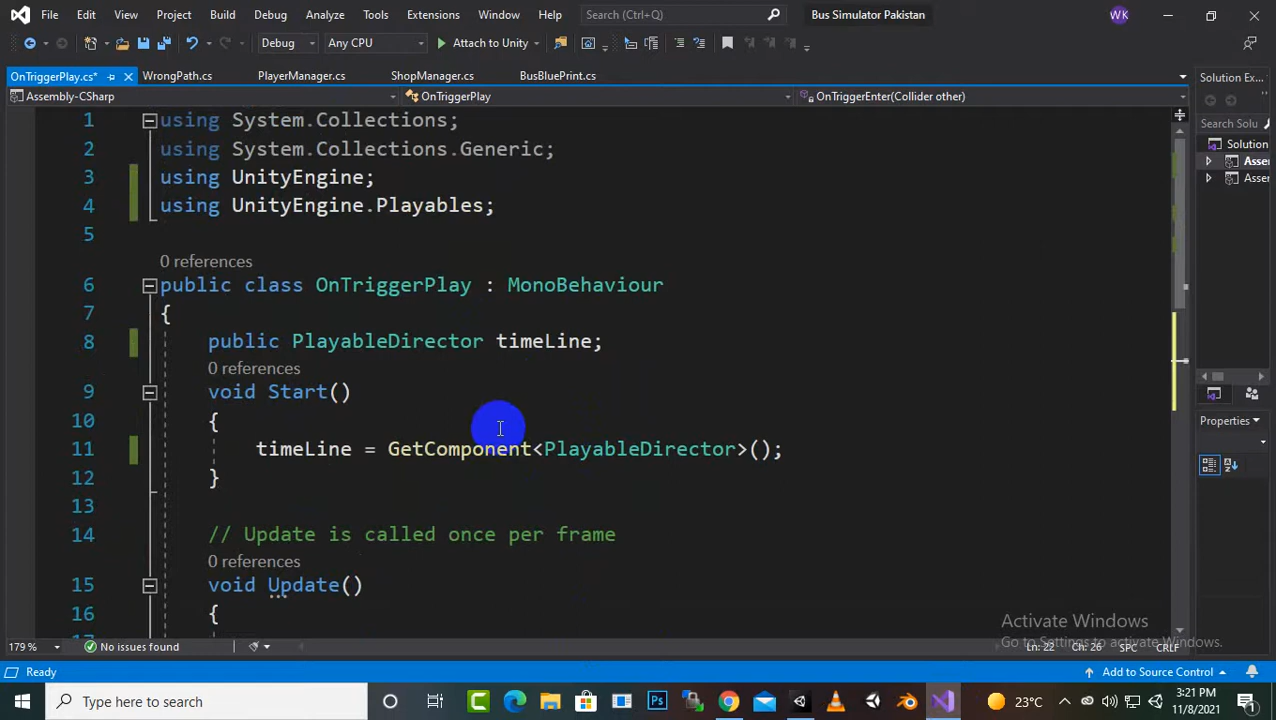 File Edit View Project Build Debug Analyze Tools Extensions Window Help Search (Ctrl+Q) Bus Simulator Pakistan WK
Debug Any CPU Attach to Unity
OnTriggerPlay.cs* WrongPath.cs PlayerManager.cs ShopManager.cs BusBluePrint.cs Solution Ex...
Assembly-CSharp OnTriggerPlay OnTriggerEnter(Collider other)
Search Solu
Solution
Asse
Asse
1 using System.Collections;
2 using System.Collections.Generic;
3 using UnityEngine;
4 using UnityEngine.Playables;
5
0 references
6 public class OnTriggerPlay : MonoBehaviour
7 {
8 public PlayableDirector timeLine;
0 references
9 void Start()
10 {
11 timeLine = GetComponent<PlayableDirector>();
12 }
13
14 // Update is called once per frame
0 references
15 void Update()
16 {
Properties
Activate Windows
Go to Settings to activate Windows.
179 % No issues found Ln: 22 Ch: 26 SPC CRLF
Ready Add to Source Control
Type here to search 23°C 3:21 PM
11/8/2021